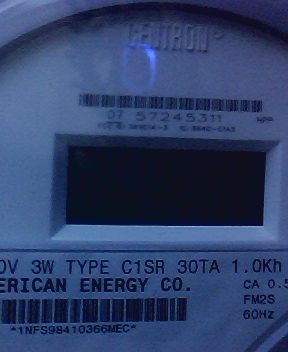 CENTRON®
07 57245311 MPP
0V 3W TYPE C1SR 30TA 1.0Kh
ERICAN ENERGY CO. CA 0.5
FM2S
*1NFS98410366MEC* 60Hz